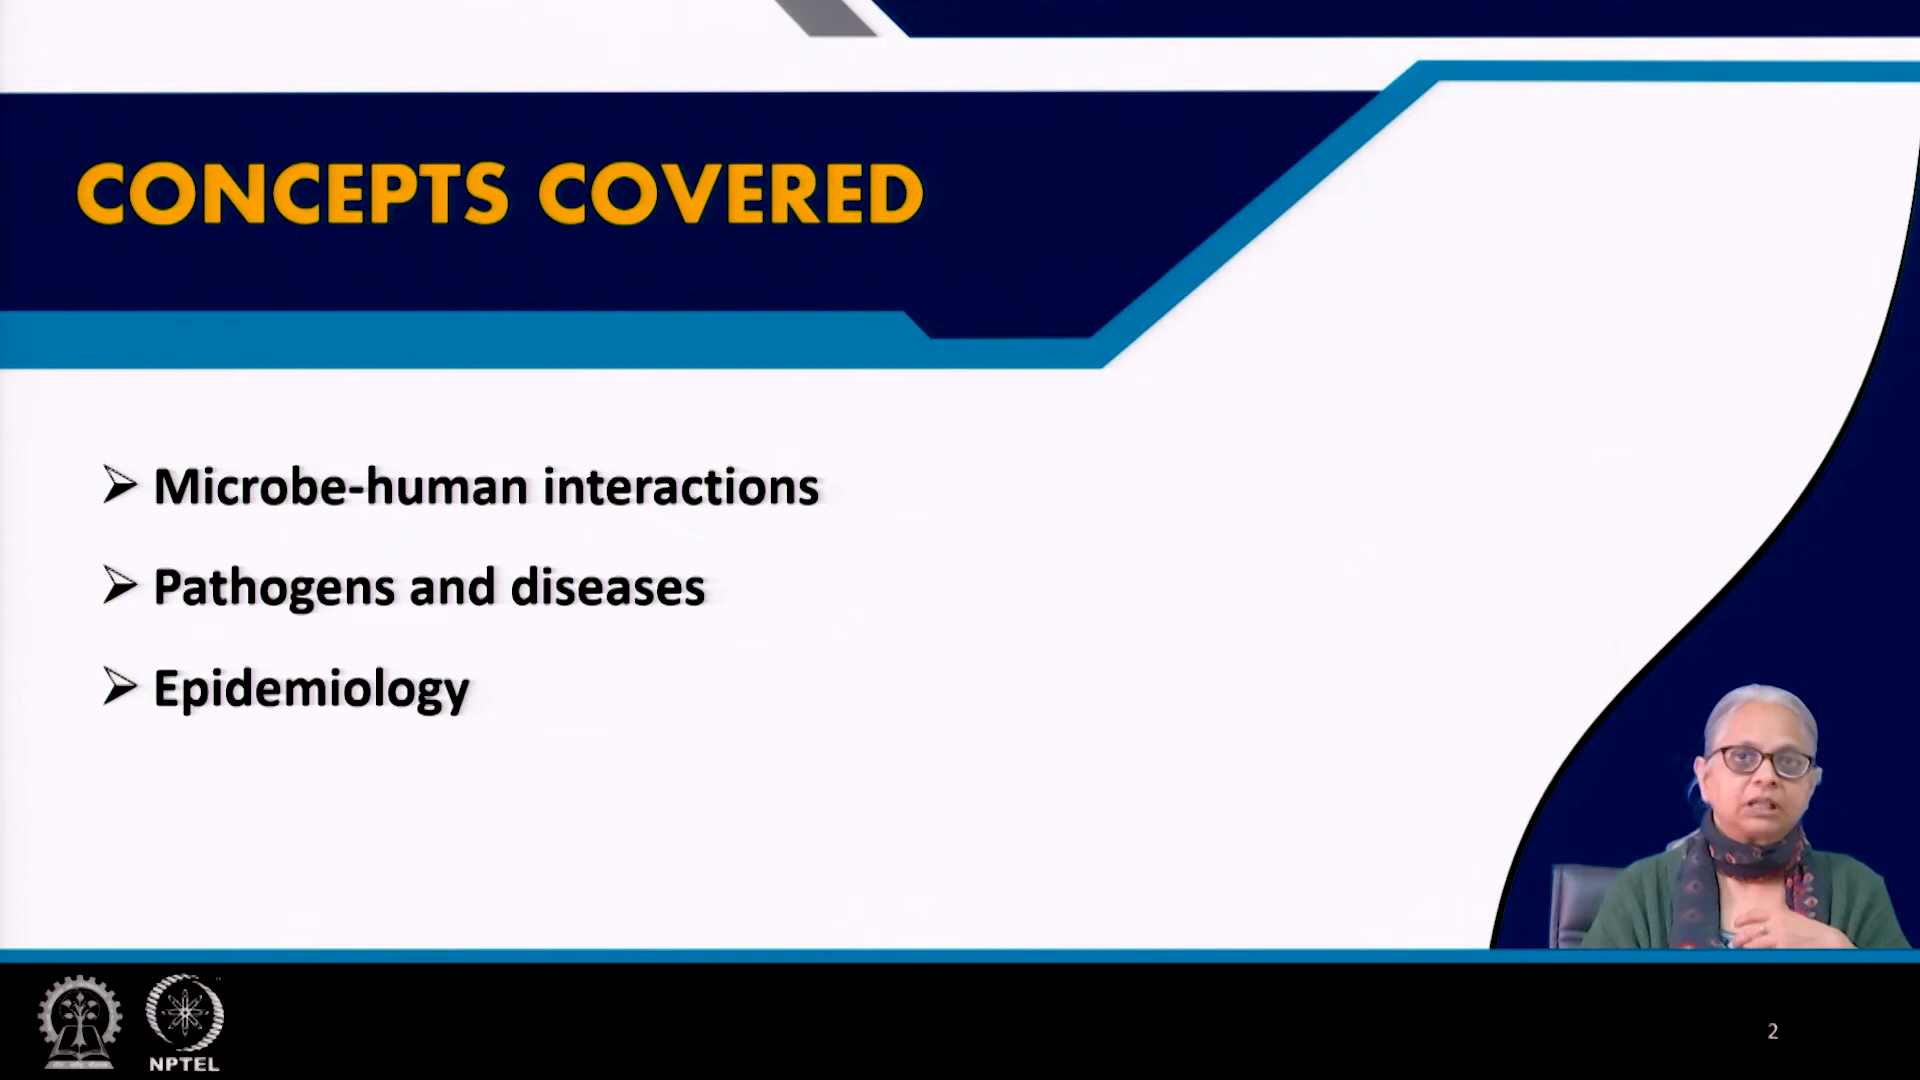 CONCEPTS COVERED
Microbe-human interactions
Pathogens and diseases
Epidemiology
NPTEL
2